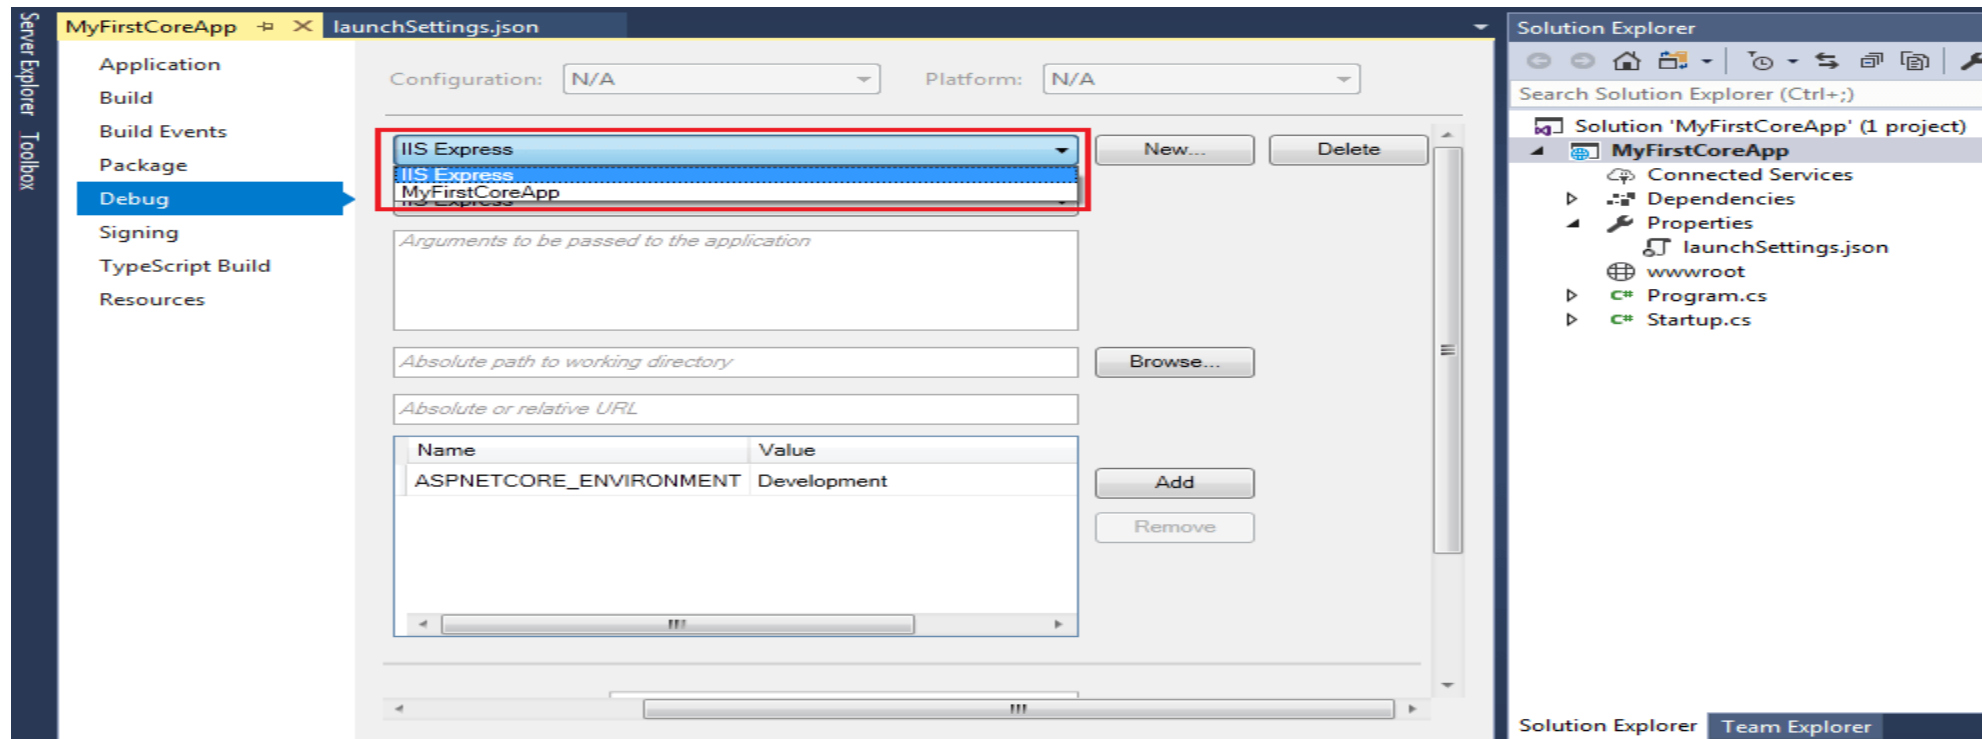 Server Explorer
Toolbox
MyFirstCoreApp
launchSettings.json
Application
Build
Build Events
Package
Debug
Signing
TypeScript Build
Resources
Configuration:
N/A
Platform:
N/A
IIS Express
IIS Express
MyFirstCoreApp
IIS Express
New...
Delete
Arguments to be passed to the application
Absolute path to working directory
Browse...
Absolute or relative URL
Name Value
ASPNETCORE_ENVIRONMENT Development
Add
Remove
Solution Explorer
Search Solution Explorer (Ctrl+;)
Solution 'MyFirstCoreApp' (1 project)
MyFirstCoreApp
Connected Services
Dependencies
Properties
launchSettings.json
wwwroot
C# Program.cs
C# Startup.cs
Solution Explorer
Team Explorer